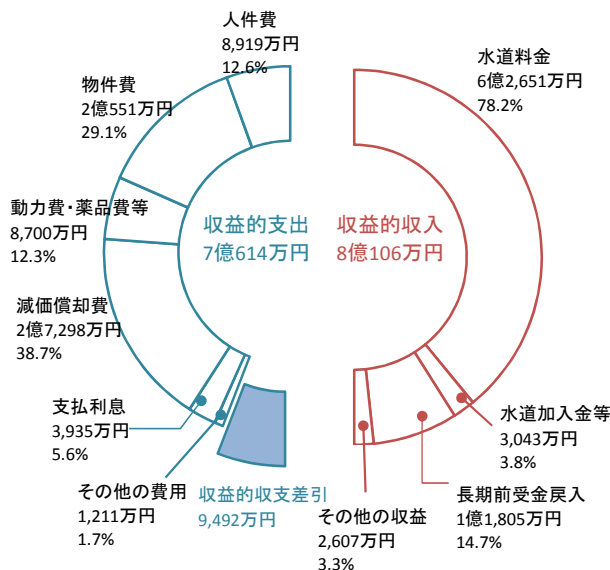 人件費
8,919万円
12.6%
物件費
2億551万円
29.1%
動力費・薬品費等
8,700万円
12.3%
減価償却費
2億7,298万円
38.7%
支払利息
3,935万円
5.6%
その他の費用
1,211万円
1.7%
収益的支出
7億614万円
収益的収支差引
9,492万円
収益的収入
8億106万円
水道料金
6億2,651万円
78.2%
水道加入金等
3,043万円
3.8%
長期前受金戻入
1億1,805万円
14.7%
その他の収益
2,607万円
3.3%